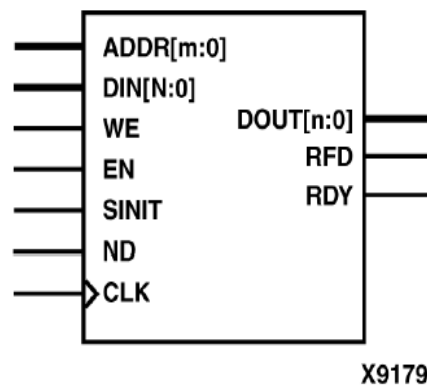 ADDR[m:0]
DIN[N:0]
WE
EN
SINIT
ND
CLK
DOUT[n:0]
RFD
RDY
X9179